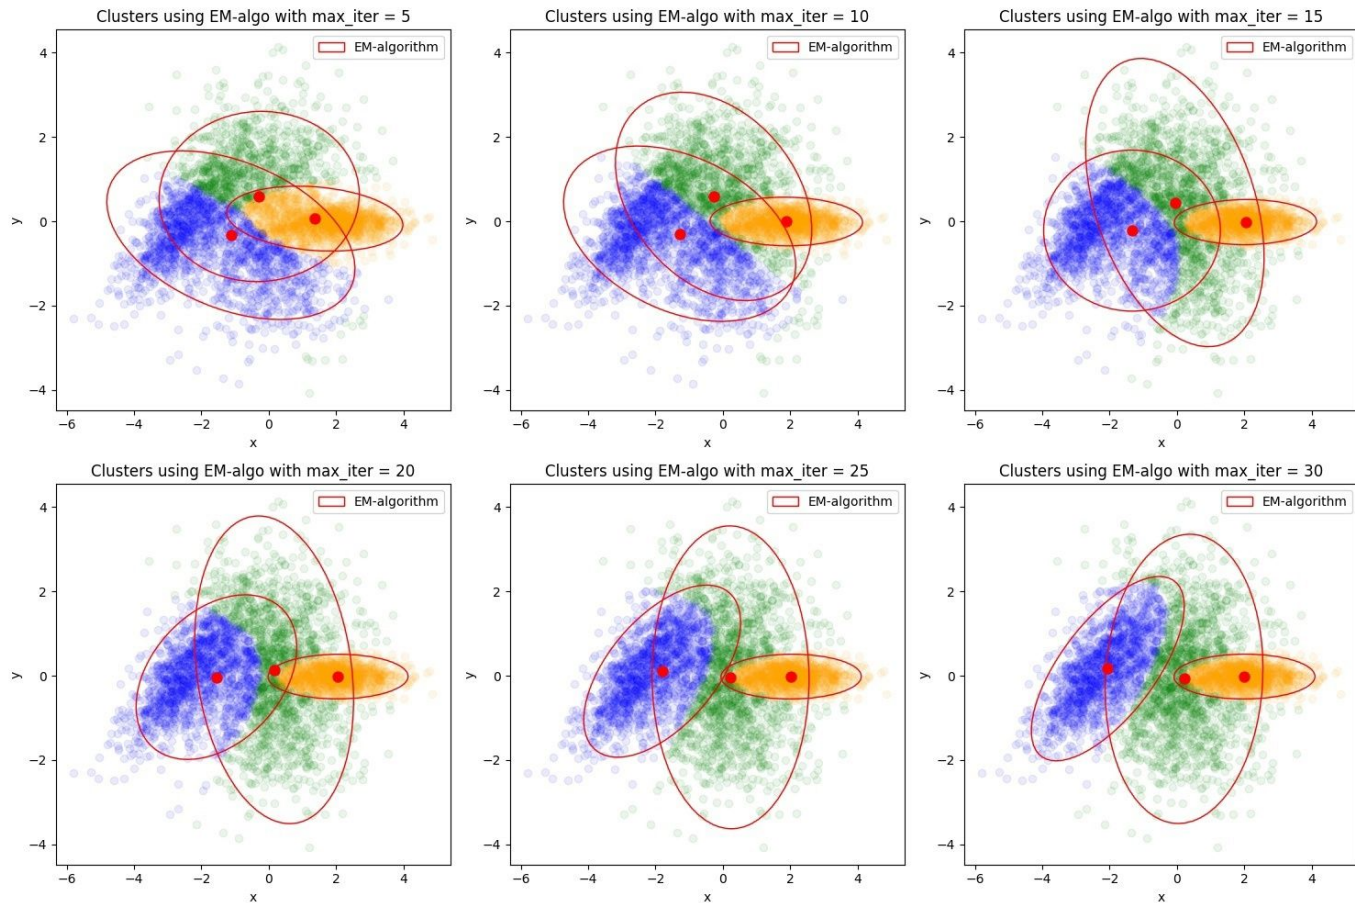 Clusters using EM-algo with max_iter = 5
EM-algorithm
y
4
2
0
−2
−4
−6 −4 −2 0 2 4
x
Clusters using EM-algo with max_iter = 10
EM-algorithm
y
4
2
0
−2
−4
−6 −4 −2 0 2 4
x
Clusters using EM-algo with max_iter = 15
EM-algorithm
y
4
2
0
−2
−4
−6 −4 −2 0 2 4
x
Clusters using EM-algo with max_iter = 20
EM-algorithm
y
4
2
0
−2
−4
−6 −4 −2 0 2 4
x
Clusters using EM-algo with max_iter = 25
EM-algorithm
y
4
2
0
−2
−4
−6 −4 −2 0 2 4
x
Clusters using EM-algo with max_iter = 30
EM-algorithm
y
4
2
0
−2
−4
−6 −4 −2 0 2 4
x